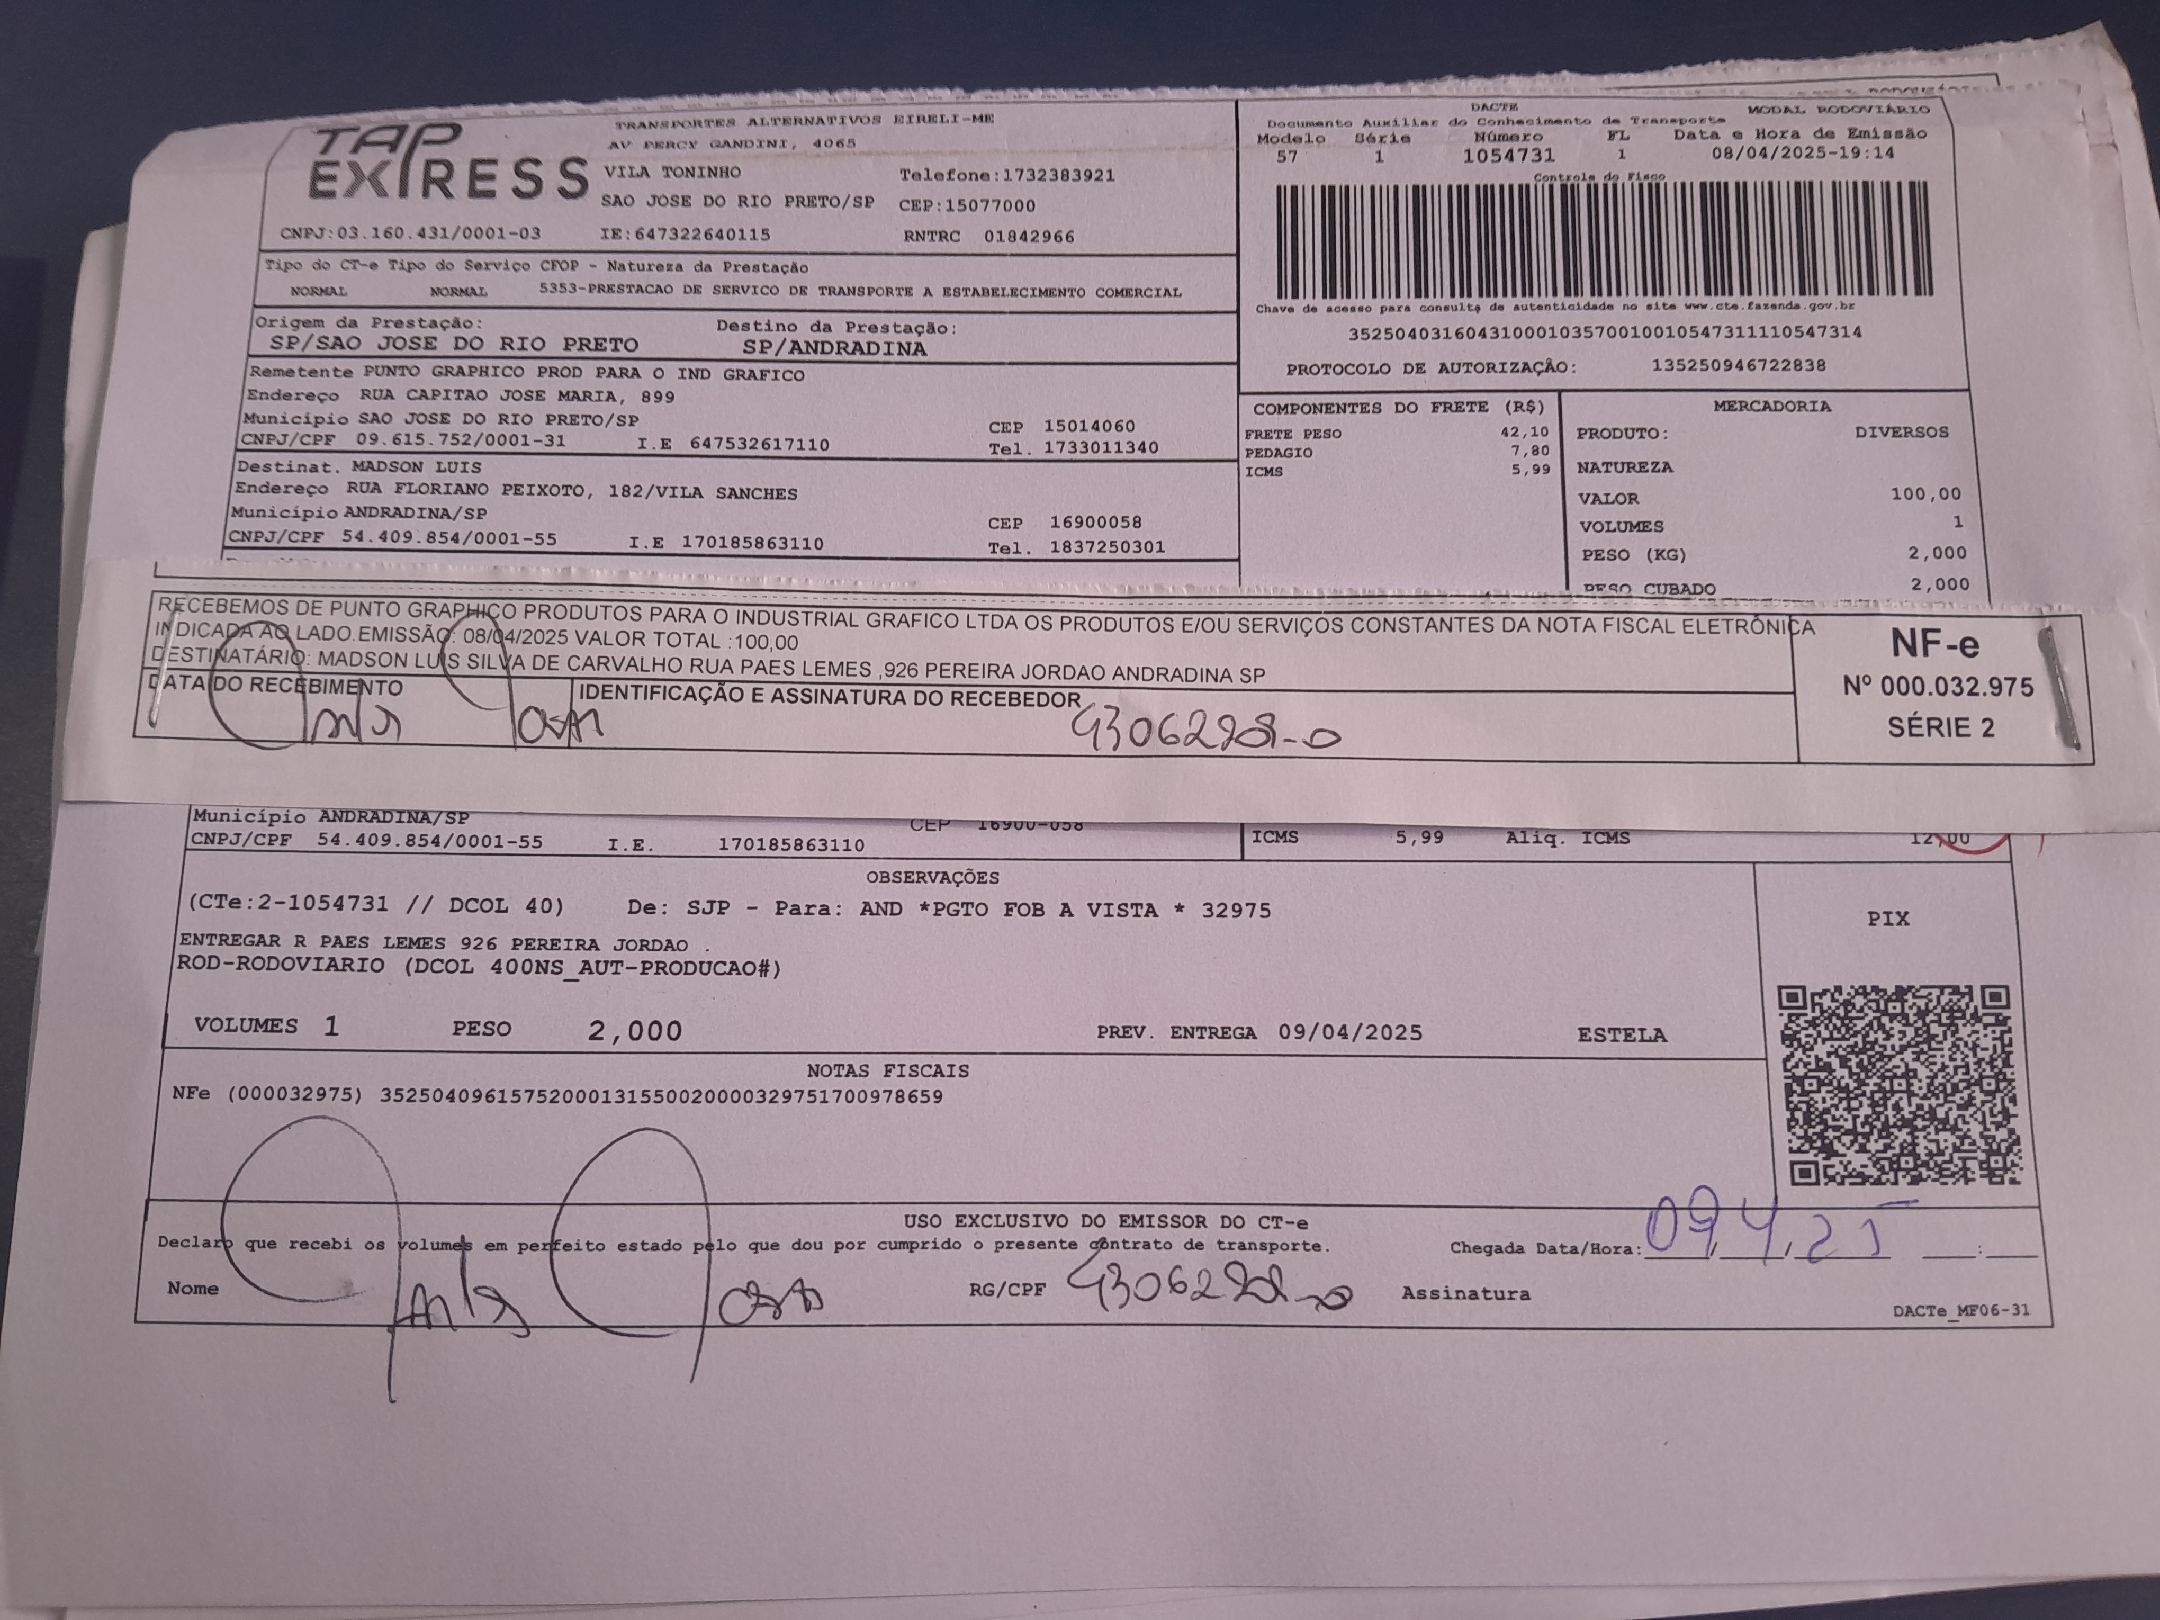 TAP EXPRESS
TRANSPORTES ALTERNATIVOS EIRELI-ME
AV PERCY GANDINI, 4065
VILA TONINHO Telefone:1732383921
SAO JOSE DO RIO PRETO/SP CEP:15077000
CNPJ:03.160.431/0001-03 IE:647322640115 RNTRC 01842966
Tipo do CT-e Tipo do Serviço CFOP - Natureza da Prestação
NORMAL NORMAL 5353-PRESTACAO DE SERVICO DE TRANSPORTE A ESTABELECIMENTO COMERCIAL
Origem da Prestação: Destino da Prestação:
SP/SAO JOSE DO RIO PRETO SP/ANDRADINA
Remetente PUNTO GRAPHICO PROD PARA O IND GRAFICO
Endereço RUA CAPITAO JOSE MARIA, 899
Município SAO JOSE DO RIO PRETO/SP CEP 15014060
CNPJ/CPF 09.615.752/0001-31 I.E 647532617110 Tel. 1733011340
Destinat. MADSON LUIS
Endereço RUA FLORIANO PEIXOTO, 182/VILA SANCHES
Município ANDRADINA/SP CEP 16900058
CNPJ/CPF 54.409.854/0001-55 I.E 170185863110 Tel. 1837250301
DACTE MODAL RODOVIÁRIO
Documento Auxiliar do Conhecimento de Transporte
Modelo Série Número FL Data e Hora de Emissão
57 1 1054731 1 08/04/2025-19:14
Controle do Fisco
Chave de acesso para consulta de autenticidade no site www.cte.fazenda.gov.br
35250403160431000103570010010547311110547314
PROTOCOLO DE AUTORIZAÇÃO: 135250946722838
COMPONENTES DO FRETE (R$)
FRETE PESO 42,10
PEDAGIO 7,80
ICMS 5,99
MERCADORIA
PRODUTO: DIVERSOS
NATUREZA
VALOR 100,00
VOLUMES 1
PESO (KG) 2,000
PESO CUBADO 2,000
RECEBEMOS DE PUNTO GRAPHICO PRODUTOS PARA O INDUSTRIAL GRAFICO LTDA OS PRODUTOS E/OU SERVIÇOS CONSTANTES DA NOTA FISCAL ELETRÔNICA
INDICADA AO LADO.EMISSÃO: 08/04/2025 VALOR TOTAL :100,00
DESTINATÁRIO: MADSON LUIS SILVA DE CARVALHO RUA PAES LEMES ,926 PEREIRA JORDAO ANDRADINA SP
DATA DO RECEBIMENTO IDENTIFICAÇÃO E ASSINATURA DO RECEBEDOR
NF-e
Nº 000.032.975
SÉRIE 2
Município ANDRADINA/SP CEP 16900-058
CNPJ/CPF 54.409.854/0001-55 I.E. 170185863110
ICMS 5,99 Aliq. ICMS 12,00
OBSERVAÇÕES
(CTe:2-1054731 // DCOL 40) De: SJP - Para: AND *PGTO FOB A VISTA * 32975
ENTREGAR R PAES LEMES 926 PEREIRA JORDAO .
ROD-RODOVIARIO (DCOL 400NS_AUT-PRODUCAO#)
VOLUMES 1 PESO 2,000 PREV. ENTREGA 09/04/2025 ESTELA
PIX
NOTAS FISCAIS
NFe (000032975) 35250409615752000131550020000329751700978659
USO EXCLUSIVO DO EMISSOR DO CT-e
Declaro que recebi os volumes em perfeito estado pelo que dou por cumprido o presente contrato de transporte. Chegada Data/Hora: 09/4/25 :
Nome RG/CPF Assinatura
DACTe_MF06-31